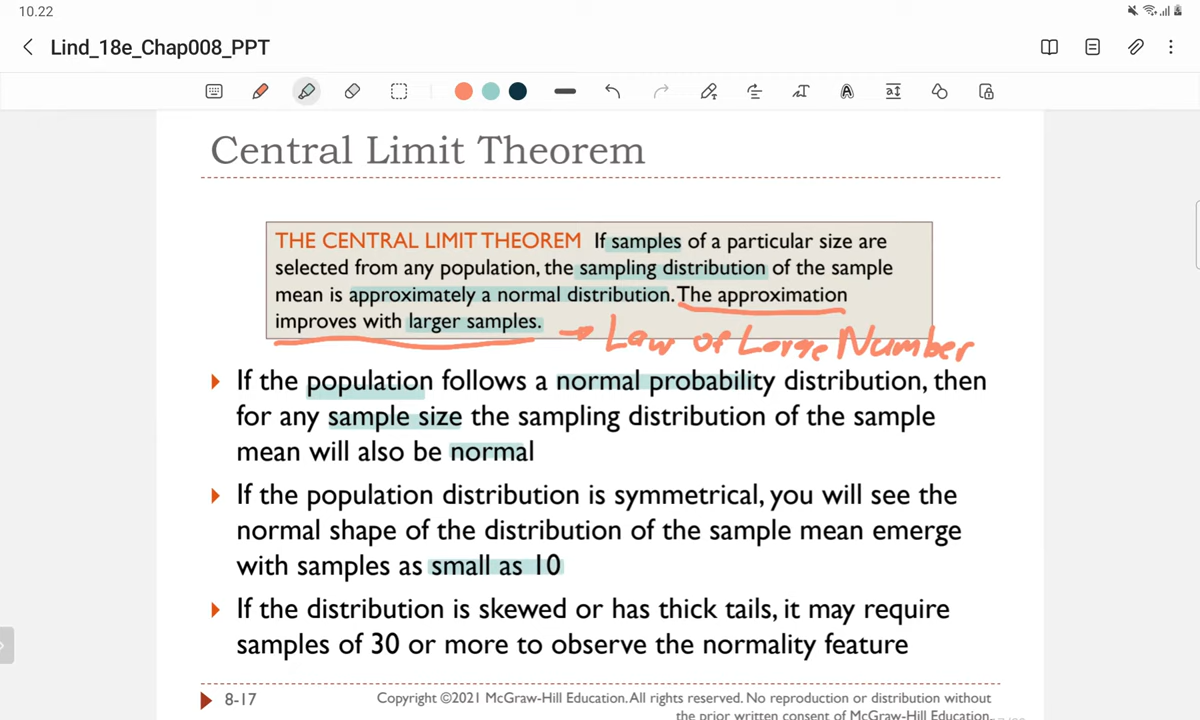 10.22
Lind_18e_Chap008_PPT
Central Limit Theorem
THE CENTRAL LIMIT THEOREM If samples of a particular size are
selected from any population, the sampling distribution of the sample
mean is approximately a normal distribution. The approximation
improves with larger samples.
→ Law of Large Number
If the population follows a normal probability distribution, then
for any sample size the sampling distribution of the sample
mean will also be normal
If the population distribution is symmetrical, you will see the
normal shape of the distribution of the sample mean emerge
with samples as small as 10
If the distribution is skewed or has thick tails, it may require
samples of 30 or more to observe the normality feature
8-17
Copyright ©2021 McGraw-Hill Education. All rights reserved. No reproduction or distribution without
the prior written consent of McGraw-Hill Education.